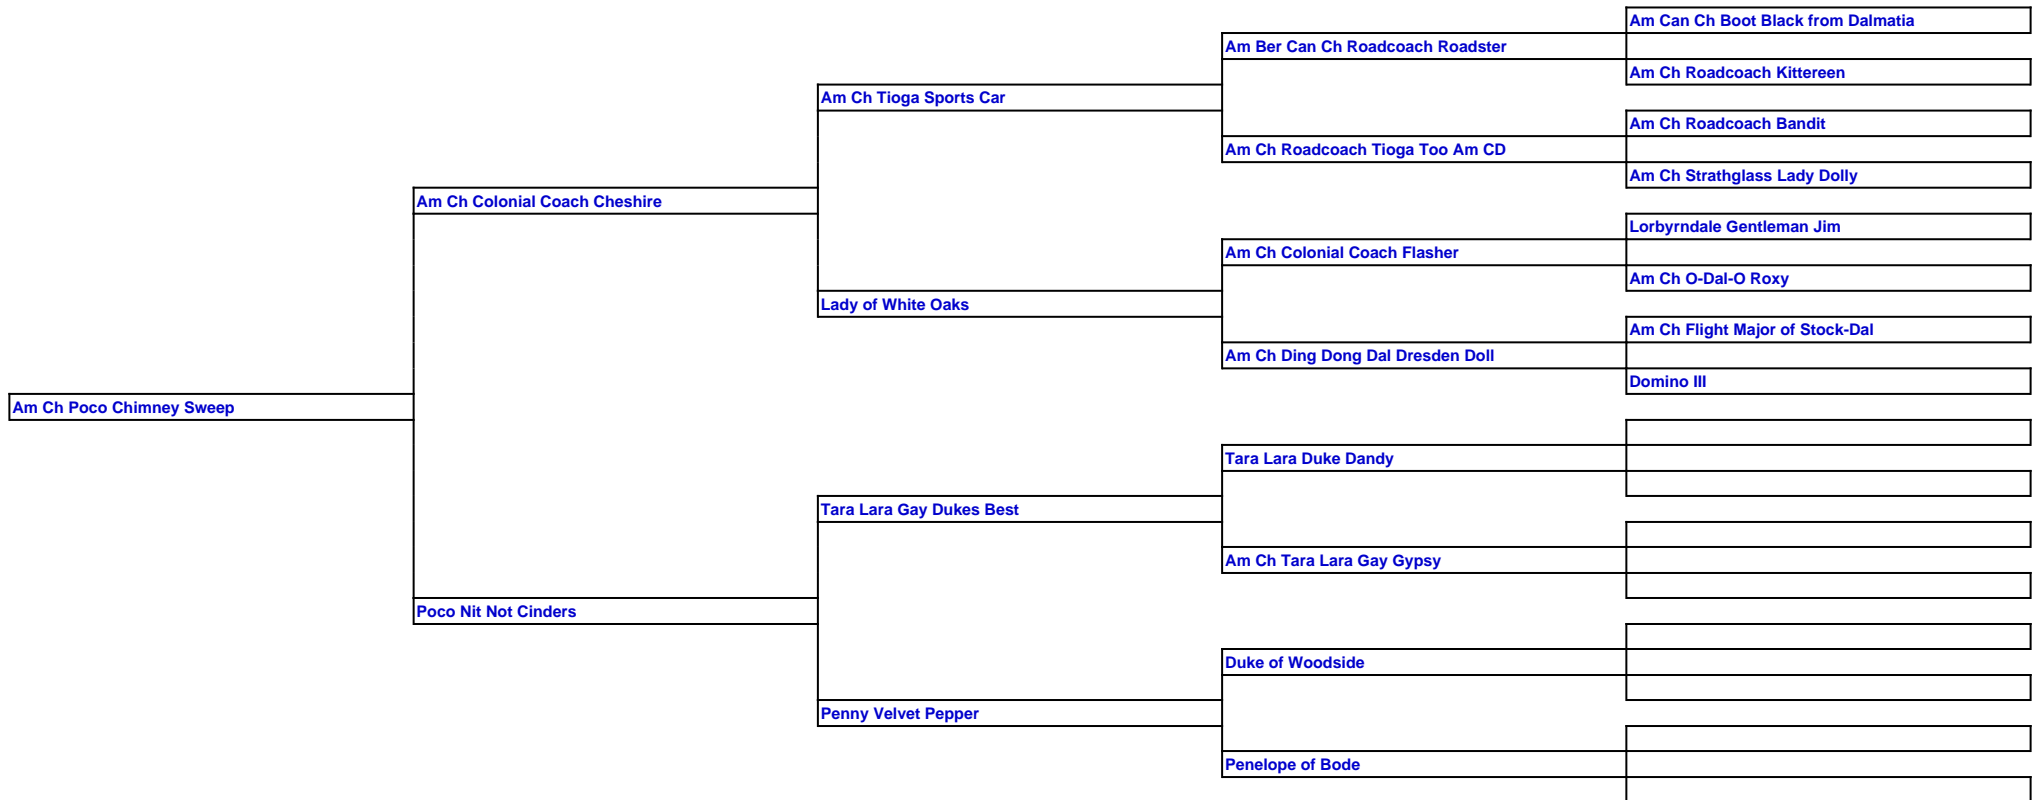 Am Can Ch Boot Black from Dalmatia
Am Ber Can Ch Roadcoach Roadster
Am Ch Roadcoach Kittereen
Am Ch Tioga Sports Car
Am Ch Roadcoach Bandit
Am Ch Roadcoach Tioga Too Am CD
Am Ch Strathglass Lady Dolly
Am Ch Colonial Coach Cheshire
Lorbyrndale Gentleman Jim
Am Ch Colonial Coach Flasher
Am Ch O-Dal-O Roxy
Lady of White Oaks
Am Ch Flight Major of Stock-Dal
Am Ch Ding Dong Dal Dresden Doll
Domino III
Am Ch Poco Chimney Sweep
Tara Lara Duke Dandy
Tara Lara Gay Dukes Best
Am Ch Tara Lara Gay Gypsy
Poco Nit Not Cinders
Duke of Woodside
Penny Velvet Pepper
Penelope of Bode